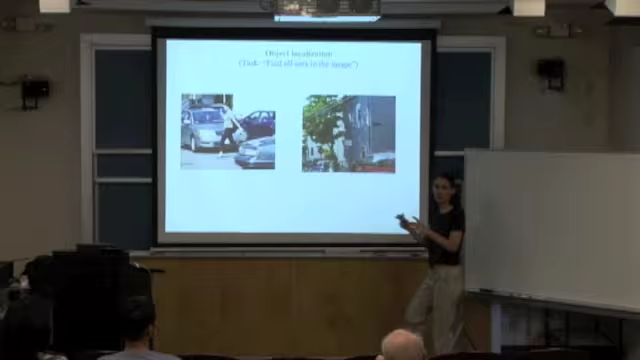 Object Localization
(Task: "Find all cars in the image")